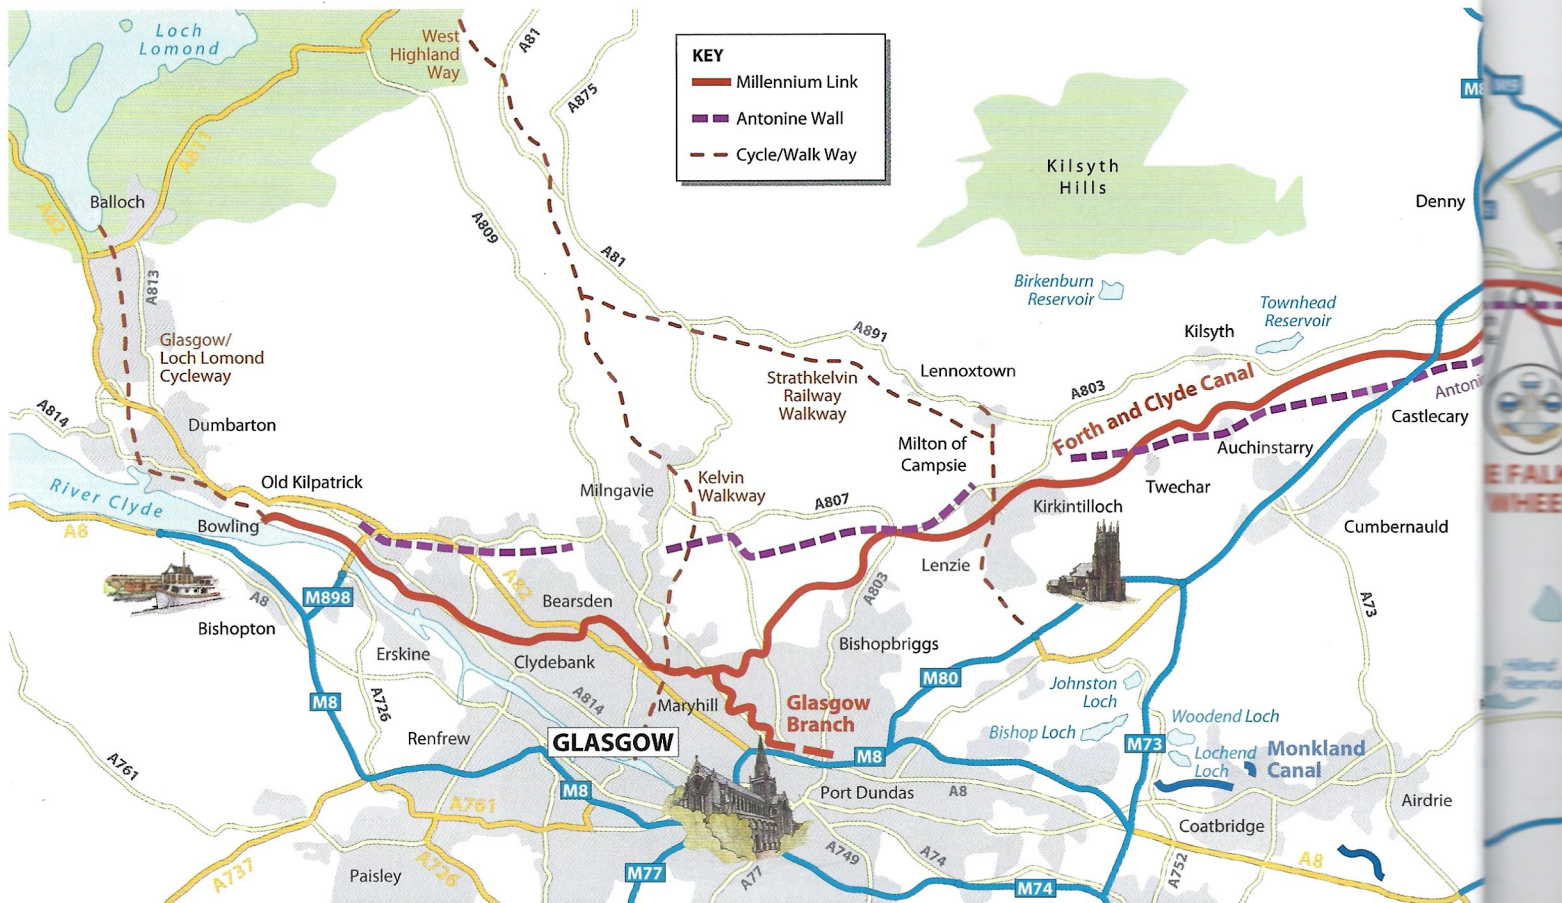 Loch
Lomond
West
Highland
Way
A81
A875
KEY
Millennium Link
Antonine Wall
Cycle/Walk Way
Kilsyth
Hills
A811
A82
Balloch
A809
A81
Denny
A813
Birkenburn
Reservoir
Townhead
Reservoir
Kilsyth
Glasgow/
Loch Lomond
Cycleway
A891
Lennoxtown
Strathkelvin
Railway
Walkway
A803
Forth and Clyde Canal
Castlecary
A814
Dumbarton
Milton of
Campsie
Auchinstarry
Old Kilpatrick
River Clyde
Bowling
Milngavie
Kelvin
Walkway
A807
Kirkintilloch
Twechar
Cumbernauld
A8
A82
Lenzie
M898
A8
Bearsden
A803
A73
Bishopton
Erskine
Clydebank
Bishopbriggs
M80
M8
A726
A814
Maryhill
Glasgow
Branch
Johnston
Loch
Bishop Loch
Woodend Loch
Lochend
Loch
Monkland
Canal
Renfrew
GLASGOW
M8
M73
A761
M8
A761
Port Dundas
A8
Coatbridge
Airdrie
A737
A726
Paisley
M77
A77
A749
A74
M74
A752
A8